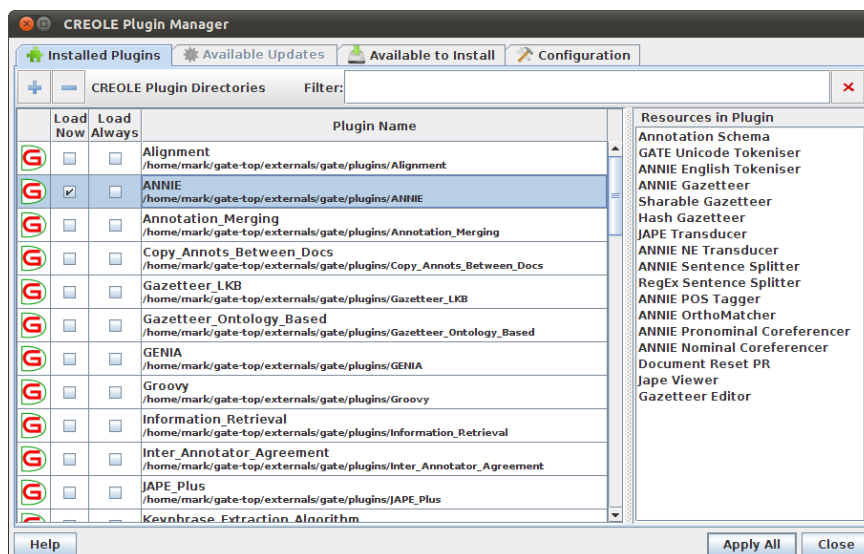 CREOLE Plugin Manager
Installed Plugins Available Updates Available to Install Configuration
CREOLE Plugin Directories Filter:
Load Now Load Always Plugin Name
Alignment
/home/mark/gate-top/externals/gate/plugins/Alignment
ANNIE
/home/mark/gate-top/externals/gate/plugins/ANNIE
Annotation_Merging
/home/mark/gate-top/externals/gate/plugins/Annotation_Merging
Copy_Annots_Between_Docs
/home/mark/gate-top/externals/gate/plugins/Copy_Annots_Between_Docs
Gazetteer_LKB
/home/mark/gate-top/externals/gate/plugins/Gazetteer_LKB
Gazetteer_Ontology_Based
/home/mark/gate-top/externals/gate/plugins/Gazetteer_Ontology_Based
GENIA
/home/mark/gate-top/externals/gate/plugins/GENIA
Groovy
/home/mark/gate-top/externals/gate/plugins/Groovy
Information_Retrieval
/home/mark/gate-top/externals/gate/plugins/Information_Retrieval
Inter_Annotator_Agreement
/home/mark/gate-top/externals/gate/plugins/Inter_Annotator_Agreement
JAPE_Plus
/home/mark/gate-top/externals/gate/plugins/JAPE_Plus
Keyphrase_Extraction_Algorithm
Resources in Plugin
Annotation Schema
GATE Unicode Tokeniser
ANNIE English Tokeniser
ANNIE Gazetteer
Sharable Gazetteer
Hash Gazetteer
JAPE Transducer
ANNIE NE Transducer
ANNIE Sentence Splitter
RegEx Sentence Splitter
ANNIE POS Tagger
ANNIE OrthoMatcher
ANNIE Pronominal Coreferencer
ANNIE Nominal Coreferencer
Document Reset PR
Jape Viewer
Gazetteer Editor
Help Apply All Close